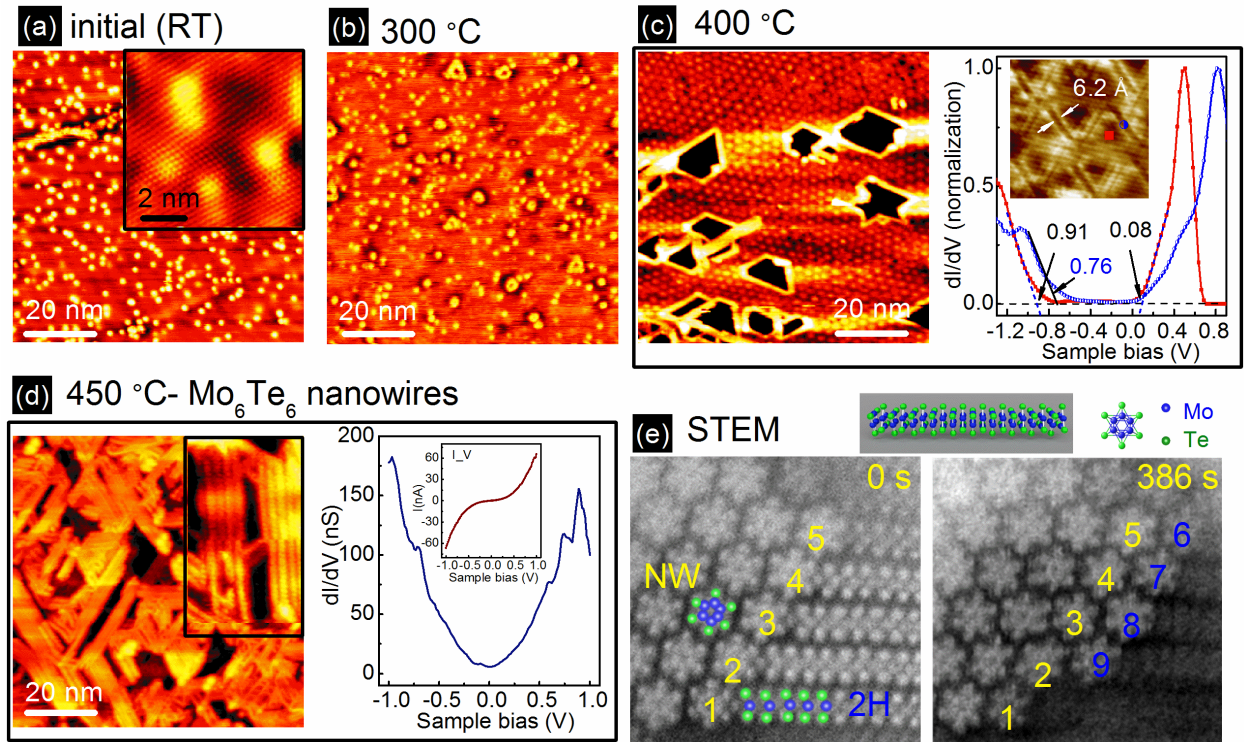 (a) initial (RT)
2 nm
20 nm
(b) 300 °C
20 nm
(c) 400 °C
20 nm
dI/dV (normalization)
1.0
0.5
0.0
6.2 Å
0.91
0.08
0.76
-1.2 -0.8 -0.4 0.0 0.4 0.8
Sample bias (V)
(d) 450 °C- Mo6Te6 nanowires
20 nm
dI/dV (nS)
200
150
100
50
0
I_V
I(nA)
60
30
0
-30
-60
-1.0 -0.5 0.0 0.5 1.0
Sample bias (V)
-1.0 -0.5 0.0 0.5 1.0
Sample bias (V)
(e) STEM
Mo
Te
0 s
NW
5
4
3
2
1
2H
386 s
5 6
4 7
3 8
2 9
1